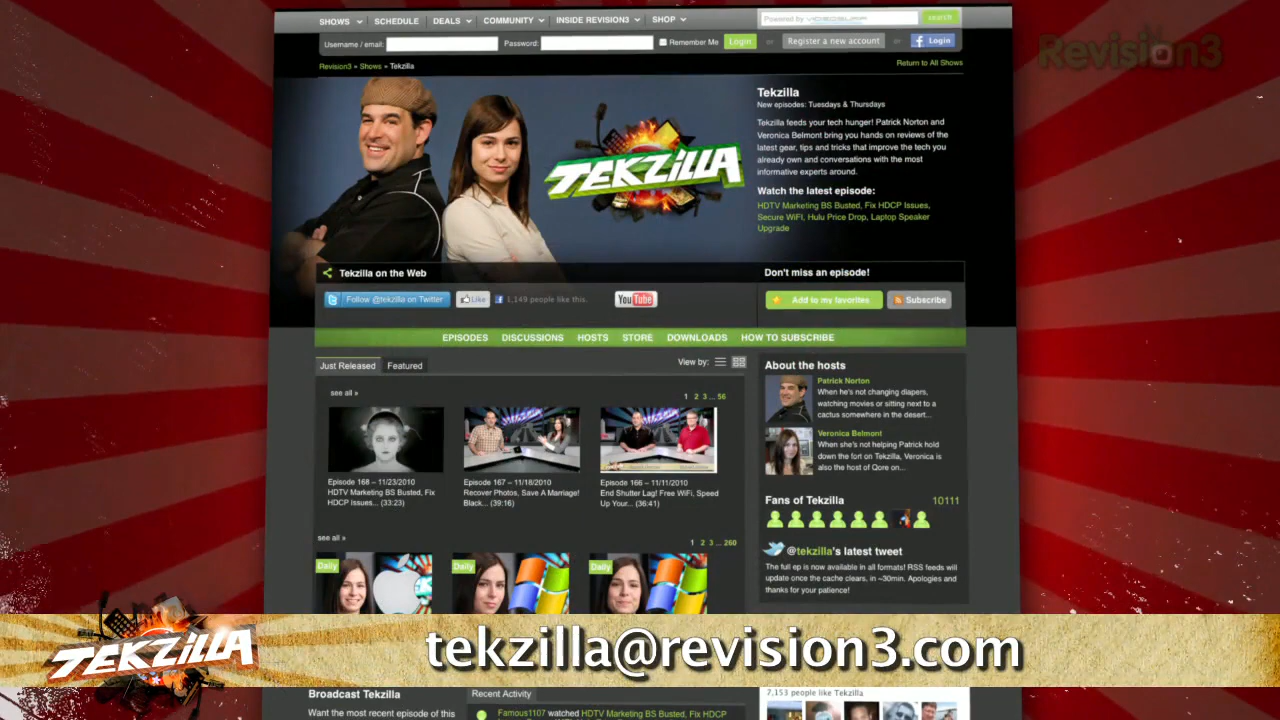 SHOWS SCHEDULE DEALS COMMUNITY INSIDE REVISION3 SHOP
Powered by VIDEOSURF search
Username / email: Password: Remember Me Login or Register a new account or Login
Revision3
Revision3 » Shows » Tekzilla Return to All Shows
TEKZILLA
Tekzilla
New episodes: Tuesdays & Thursdays
Tekzilla feeds your tech hunger! Patrick Norton and
Veronica Belmont bring you hands on reviews of the
latest gear, tips and tricks that improve the tech you
already own and conversations with the most
informative experts around.
Watch the latest episode:
HDTV Marketing BS Busted, Fix HDCP Issues,
Secure WiFI, Hulu Price Drop, Laptop Speaker
Upgrade
Tekzilla on the Web
Don't miss an episode!
Follow @tekzilla on Twitter Like 1,149 people like this. YouTube
Add to my favorites Subscribe
EPISODES DISCUSSIONS HOSTS STORE DOWNLOADS HOW TO SUBSCRIBE
Just Released Featured View by:
see all »
1 2 3 ... 56
Episode 168 – 11/23/2010
HDTV Marketing BS Busted, Fix
HDCP Issues... (33:23)
Episode 167 – 11/18/2010
Recover Photos, Save A Marriage!
Black... (39:16)
Episode 166 – 11/11/2010
End Shutter Lag! Free WiFi, Speed
Up Your... (36:41)
see all »
1 2 3 ... 260
Daily
Daily
Daily
About the hosts
Patrick Norton
When he's not changing diapers,
watching movies or sitting next to a
cactus somewhere in the desert...
Veronica Belmont
When she's not helping Patrick hold
down the fort on Tekzilla, Veronica is
also the host of Qore on...
Fans of Tekzilla 10111
@tekzilla's latest tweet
The full ep is now available in all formats! RSS feeds will
update once the cache clears, in ~30min. Apologies and
thanks for your patience!
TEKZILLA
tekzilla@revision3.com
Broadcast Tekzilla
Want the most recent episode of this
Recent Activity
Famous1107 watched HDTV Marketing BS Busted, Fix HDCP
7,153 people like Tekzilla